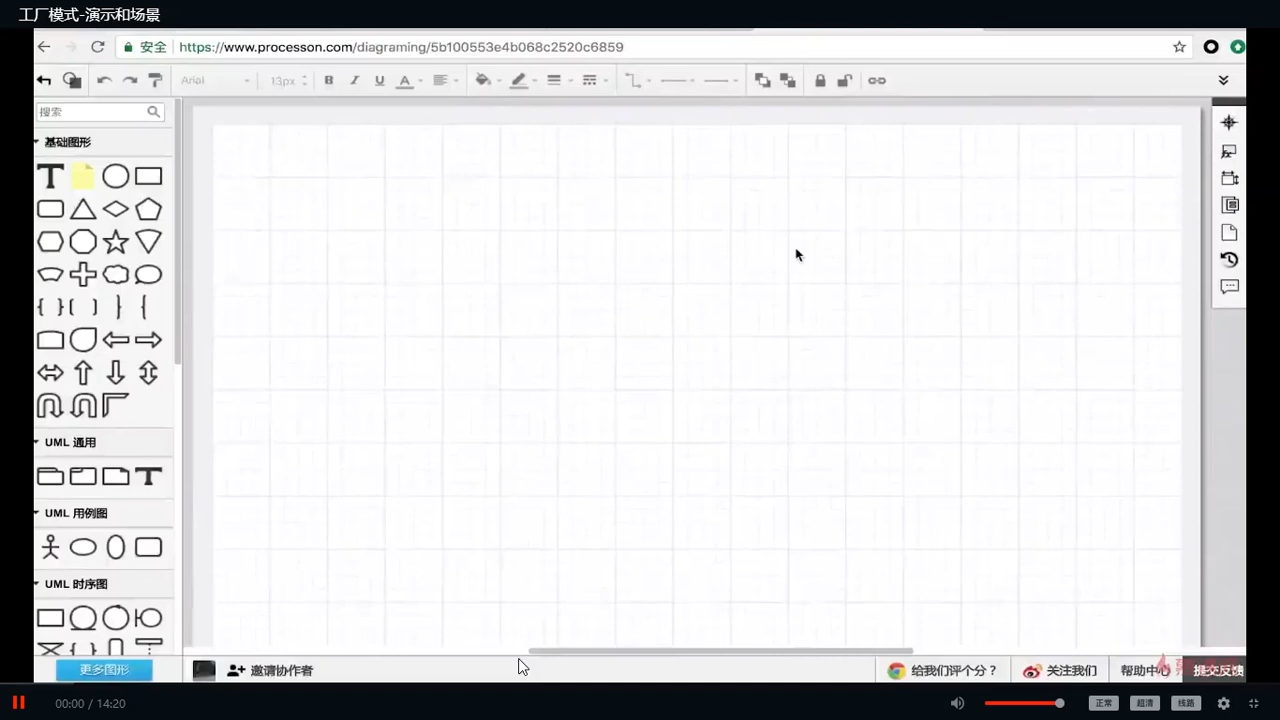 工厂模式-演示和场景
安全 https://www.processon.com/diagraming/5b100553e4b068c2520c6859
Arial 13px B I U A
搜索
基础图形
UML 通用
UML 用例图
UML 时序图
更多图形 邀请协作者 给我们评个分？ 关注我们 帮助中心 提交反馈
00:00 / 14:20 正常 超清 线路